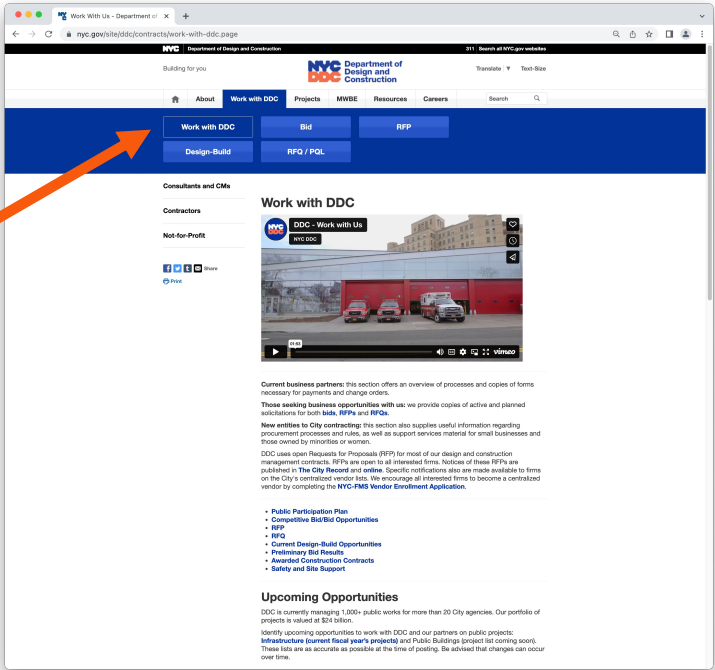 Work With Us - Department of
nyc.gov/site/ddc/contracts/work-with-ddc.page
NYC Department of Design and Construction
311 Search all NYC.gov websites
Building for you
NYC DDC
Department of
Design and
Construction
Translate ▼ Text-Size
About Work with DDC Projects MWBE Resources Careers Search
Work with DDC Bid RFP
Design-Build RFQ / PQL
Consultants and CMs
Contractors
Not-for-Profit
Share
Print
Work with DDC
NYC DDC
DDC - Work with Us
NYC DDC
01:53
vimeo
Current business partners: this section offers an overview of processes and copies of forms
necessary for payments and change orders.
Those seeking business opportunities with us: we provide copies of active and planned
solicitations for both bids, RFPs and RFQs.
New entities to City contracting: this section also supplies useful information regarding
procurement processes and rules, as well as support services material for small businesses and
those owned by minorities or women.
DDC uses open Requests for Proposals (RFP) for most of our design and construction
management contracts. RFPs are open to all interested firms. Notices of these RFPs are
published in The City Record and online. Specific notifications also are made available to firms
on the City's centralized vendor lists. We encourage all interested firms to become a centralized
vendor by completing the NYC-FMS Vendor Enrollment Application.
• Public Participation Plan
• Competitive Bid/Bid Opportunities
• RFP
• RFQ
• Current Design-Build Opportunities
• Preliminary Bid Results
• Awarded Construction Contracts
• Safety and Site Support
Upcoming Opportunities
DDC is currently managing 1,000+ public works for more than 20 City agencies. Our portfolio of
projects is valued at $24 billion.
Identify upcoming opportunities to work with DDC and our partners on public projects:
Infrastructure (current fiscal year's projects) and Public Buildings (project list coming soon).
These lists are as accurate as possible at the time of posting. Be advised that changes can occur
over time.